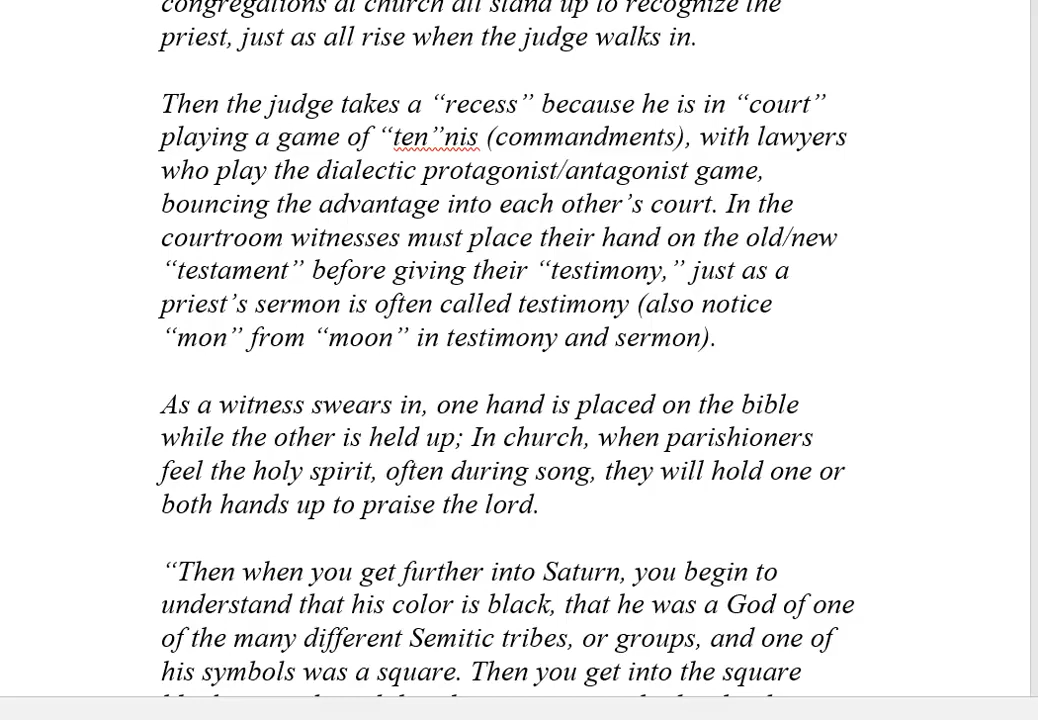 congregations at church all stand up to recognize the
priest, just as all rise when the judge walks in.
Then the judge takes a “recess” because he is in “court”
playing a game of “ten”nis (commandments), with lawyers
who play the dialectic protagonist/antagonist game,
bouncing the advantage into each other’s court. In the
courtroom witnesses must place their hand on the old/new
“testament” before giving their “testimony,” just as a
priest’s sermon is often called testimony (also notice
“mon” from “moon” in testimony and sermon).
As a witness swears in, one hand is placed on the bible
while the other is held up; In church, when parishioners
feel the holy spirit, often during song, they will hold one or
both hands up to praise the lord.
“Then when you get further into Saturn, you begin to
understand that his color is black, that he was a God of one
of the many different Semitic tribes, or groups, and one of
his symbols was a square. Then you get into the square